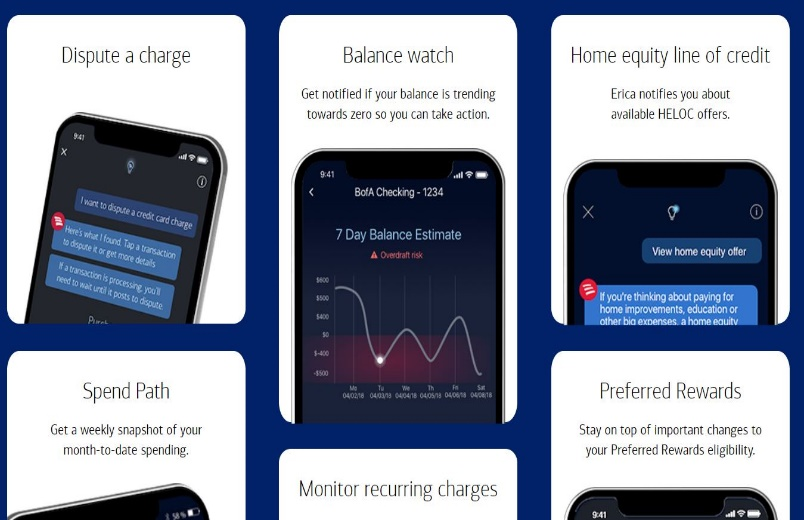 Dispute a charge
9:41
I want to dispute a credit card charge
Here's what I found. Tap a transaction
to dispute it or get more details
If a transaction is processing, you'll
need to wait until it posts to dispute.
Balance watch
Get notified if your balance is trending
towards zero so you can take action.
9:41
BofA Checking - 1234
7 Day Balance Estimate
Overdraft risk
$600
$500
$400
$0
$-400
-$500
Mo Tu We Th Fri Sat
04/02/18 04/03/18 04/04/18 04/05/18 04/06/18 04/08/18
Home equity line of credit
Erica notifies you about
available HELOC offers.
View home equity offer
If you're thinking about paying for
home improvements, education or
other big expenses, a home equity
Spend Path
Get a weekly snapshot of your
month-to-date spending.
58 %
Monitor recurring charges
Preferred Rewards
Stay on top of important changes to
your Preferred Rewards eligibility.
9:41